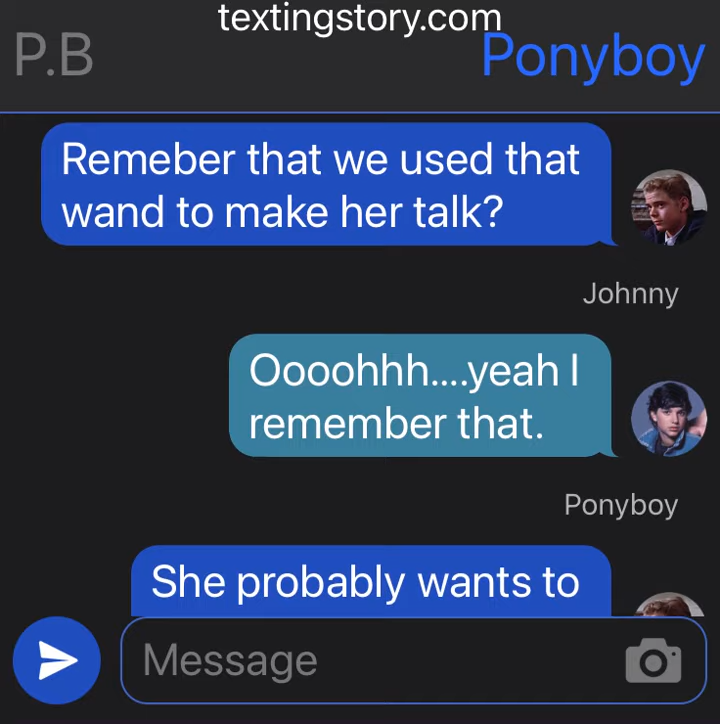 textingstory.com
P.B
Ponyboy
Remeber that we used that
wand to make her talk?
Johnny
Oooohhh....yeah I
remember that.
Ponyboy
She probably wants to
Message